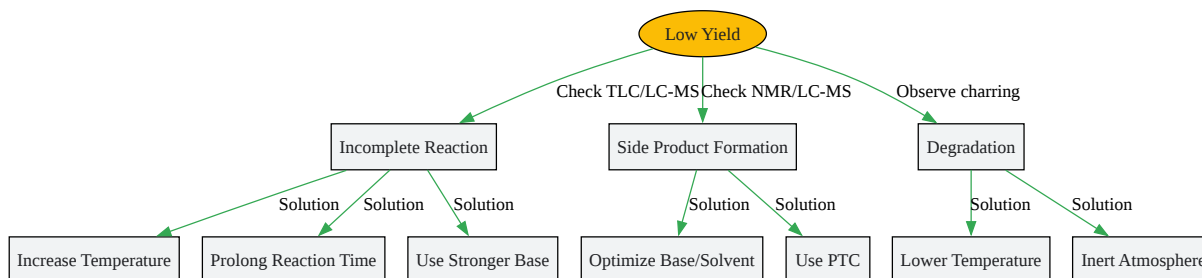 Low Yield
Check TLC/LC-MS
Check NMR/LC-MS
Observe charring
Incomplete Reaction
Side Product Formation
Degradation
Solution
Solution
Solution
Solution
Solution
Solution
Solution
Increase Temperature
Prolong Reaction Time
Use Stronger Base
Optimize Base/Solvent
Use PTC
Lower Temperature
Inert Atmosphere